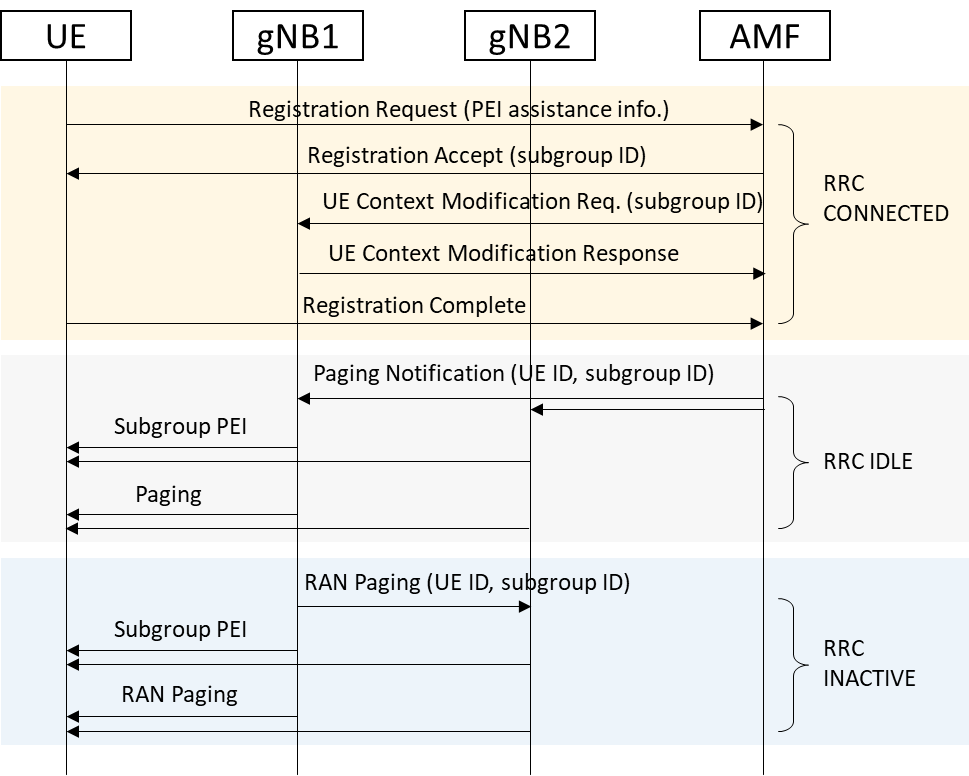 UE
gNB1
gNB2
AMF
Registration Request (PEI assistance info.)
Registration Accept (subgroup ID)
RRC
CONNECTED
UE Context Modification Req. (subgroup ID)
UE Context Modification Response
Registration Complete
Paging Notification (UE ID, subgroup ID)
Subgroup PEI
RRC IDLE
Paging
RAN Paging (UE ID, subgroup ID)
Subgroup PEI
RRC
INACTIVE
RAN Paging